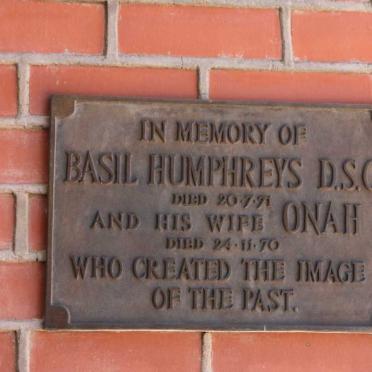 IN MEMORY OF
BASIL HUMPHREYS D.S.O
DIED 20·7·71
AND HIS WIFE ONAH
DIED 24·11·70
WHO CREATED THE IMAGE
OF THE PAST.